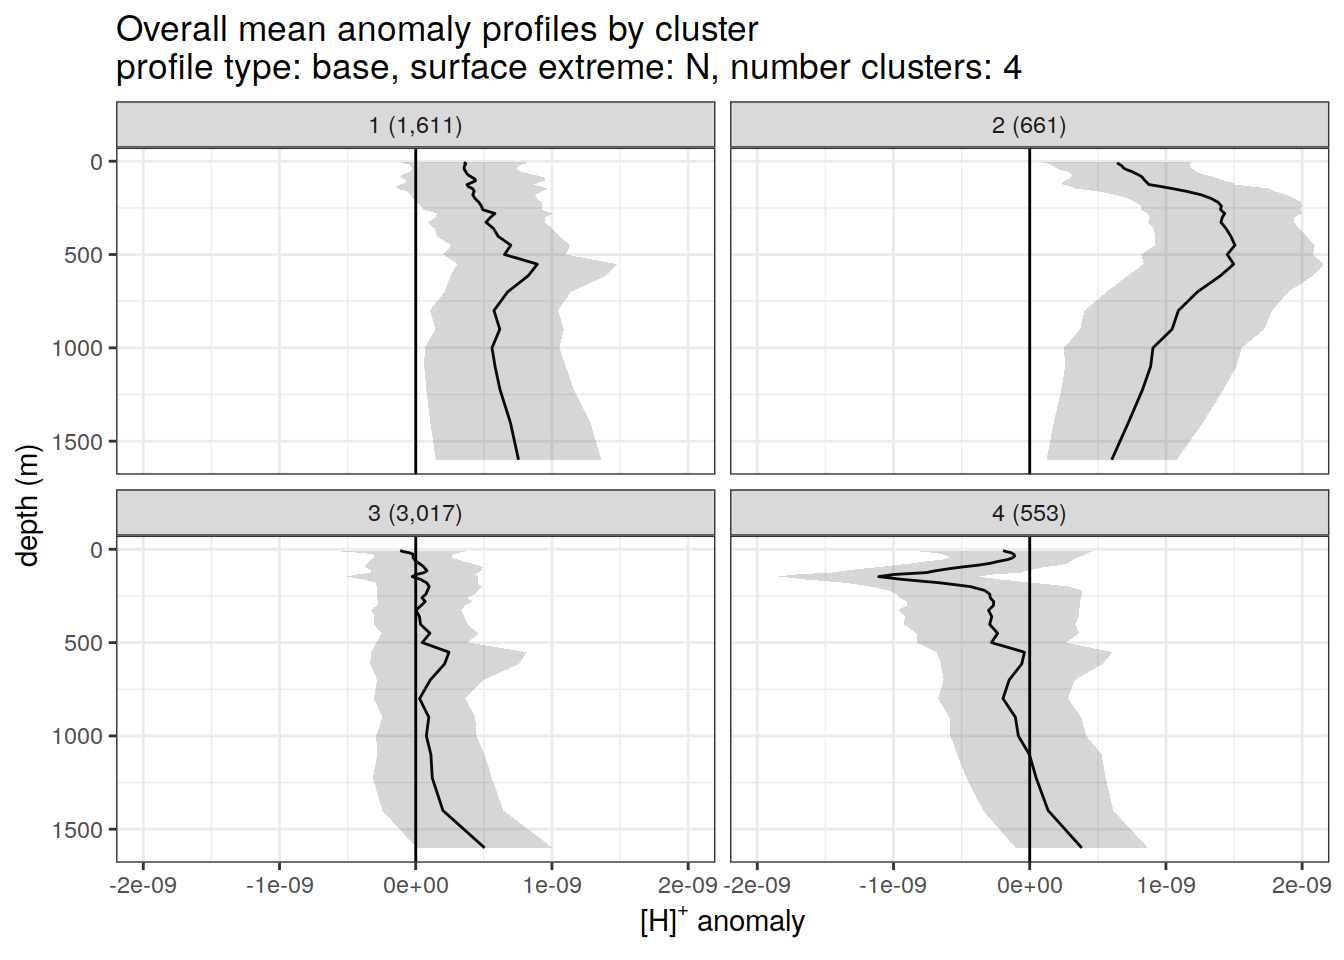 Overall mean anomaly profiles by cluster
profile type: base, surface extreme: N, number clusters: 4
1 (1,611)
2 (661)
0
500
1000
1500
3 (3,017)
4 (553)
0
500
1000
1500
depth (m)
-2e-09 -1e-09 0e+00 1e-09 2e-09 -2e-09 -1e-09 0e+00 1e-09 2e-09
[H]⁺ anomaly